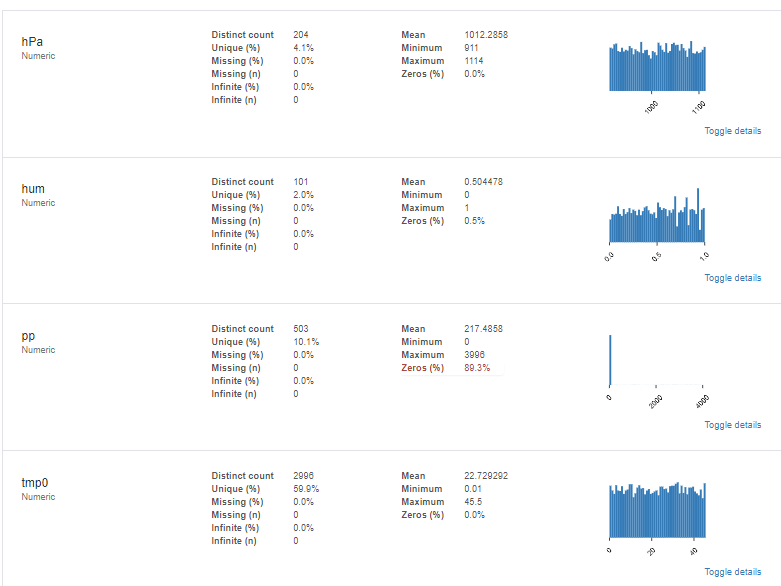 hPa
Numeric
Distinct count 204
Unique (%) 4.1%
Missing (%) 0.0%
Missing (n) 0
Infinite (%) 0.0%
Infinite (n) 0
Mean 1012.2858
Minimum 911
Maximum 1114
Zeros (%) 0.0%
1000 1100
Toggle details
hum
Numeric
Distinct count 101
Unique (%) 2.0%
Missing (%) 0.0%
Missing (n) 0
Infinite (%) 0.0%
Infinite (n) 0
Mean 0.504478
Minimum 0
Maximum 1
Zeros (%) 0.5%
0.0 0.5 1.0
Toggle details
pp
Numeric
Distinct count 503
Unique (%) 10.1%
Missing (%) 0.0%
Missing (n) 0
Infinite (%) 0.0%
Infinite (n) 0
Mean 217.4858
Minimum 0
Maximum 3996
Zeros (%) 89.3%
0 2000 4000
Toggle details
tmp0
Numeric
Distinct count 2996
Unique (%) 59.9%
Missing (%) 0.0%
Missing (n) 0
Infinite (%) 0.0%
Infinite (n) 0
Mean 22.729292
Minimum 0.01
Maximum 45.5
Zeros (%) 0.0%
0 20 40
Toggle details